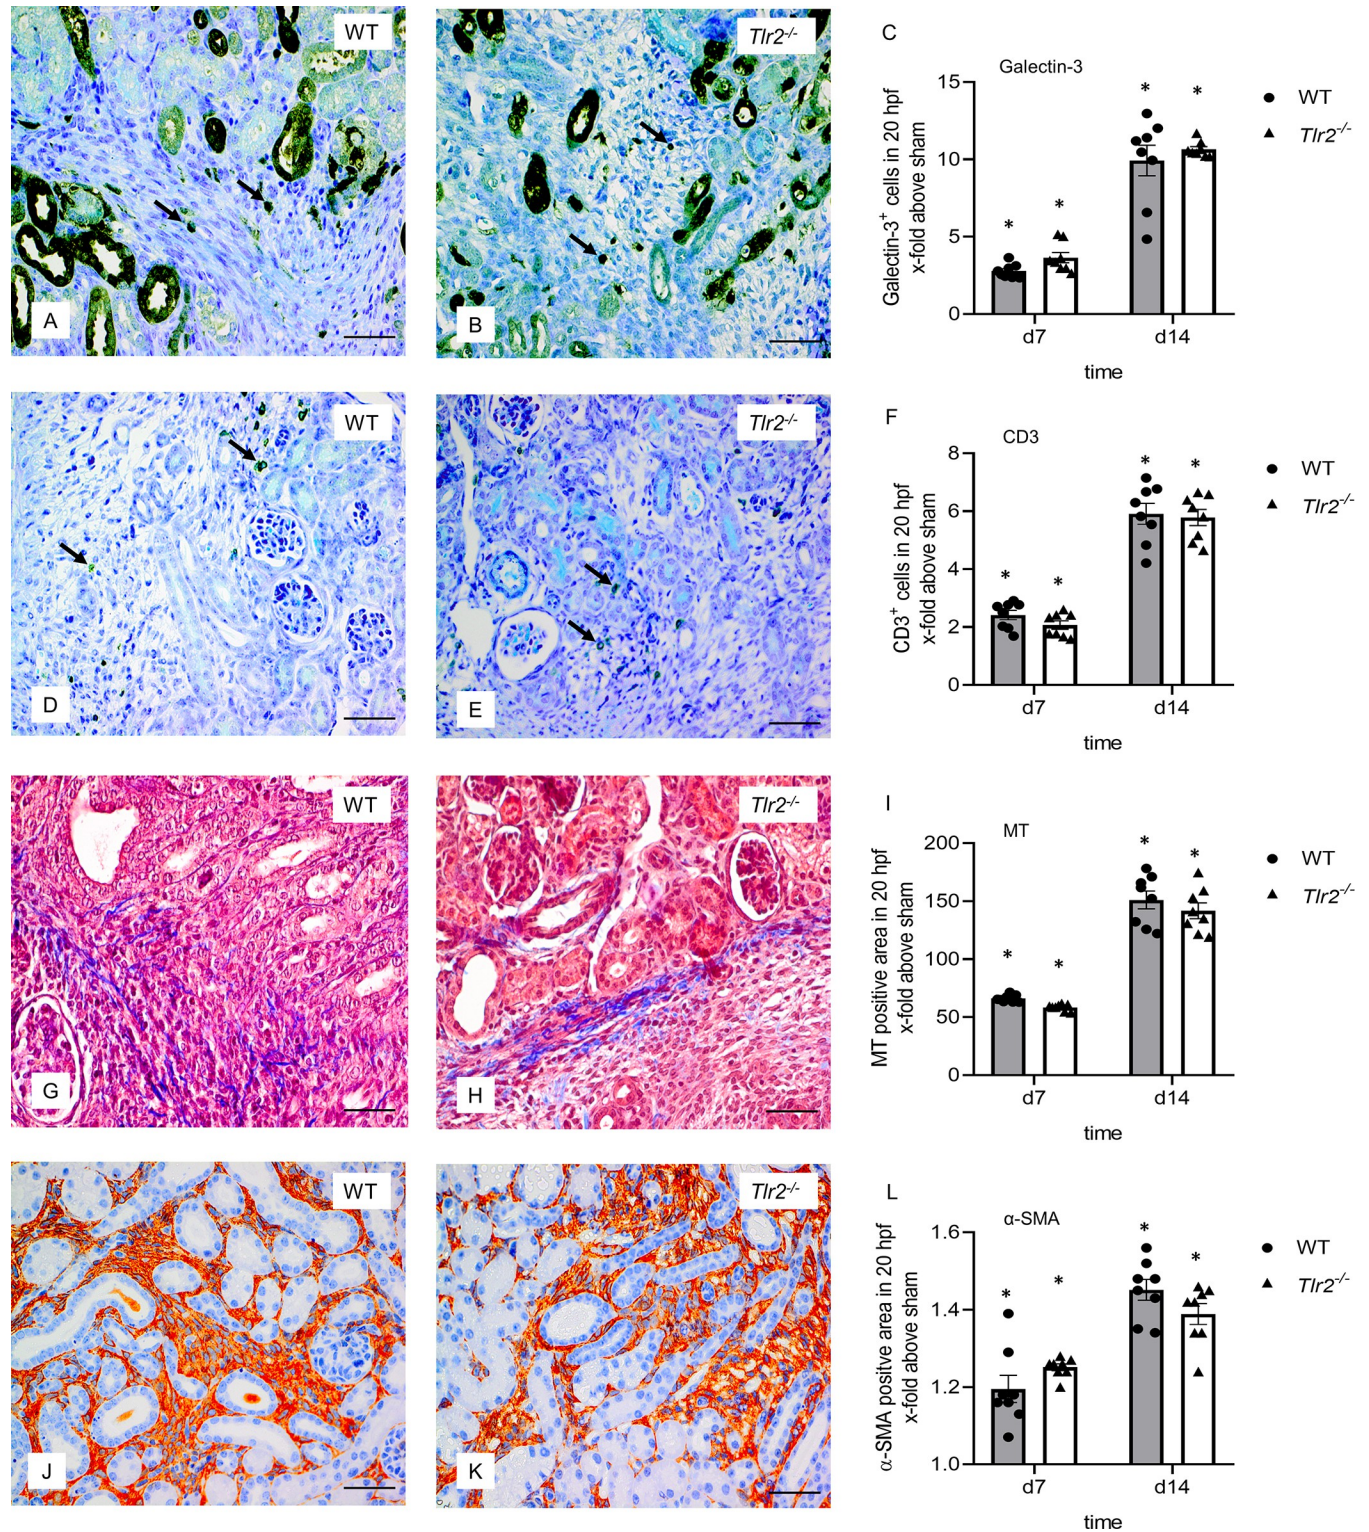 WT
A
Tlr2-/-
B
C
Galectin-3
Galectin-3+ cells in 20 hpf
x-fold above sham
15
10
5
0
* * * *
d7 d14
time
WT
Tlr2-/-
WT
D
Tlr2-/-
E
F
CD3
CD3+ cells in 20 hpf
x-fold above sham
8
6
4
2
0
* * * *
d7 d14
time
WT
Tlr2-/-
WT
G
Tlr2-/-
H
I
MT
MT positive area in 20 hpf
x-fold above sham
200
150
100
50
0
* * * *
d7 d14
time
WT
Tlr2-/-
WT
J
Tlr2-/-
K
L
α-SMA
α-SMA positive area in 20 hpf
x-fold above sham
1.6
1.4
1.2
1.0
* * * *
d7 d14
time
WT
Tlr2-/-